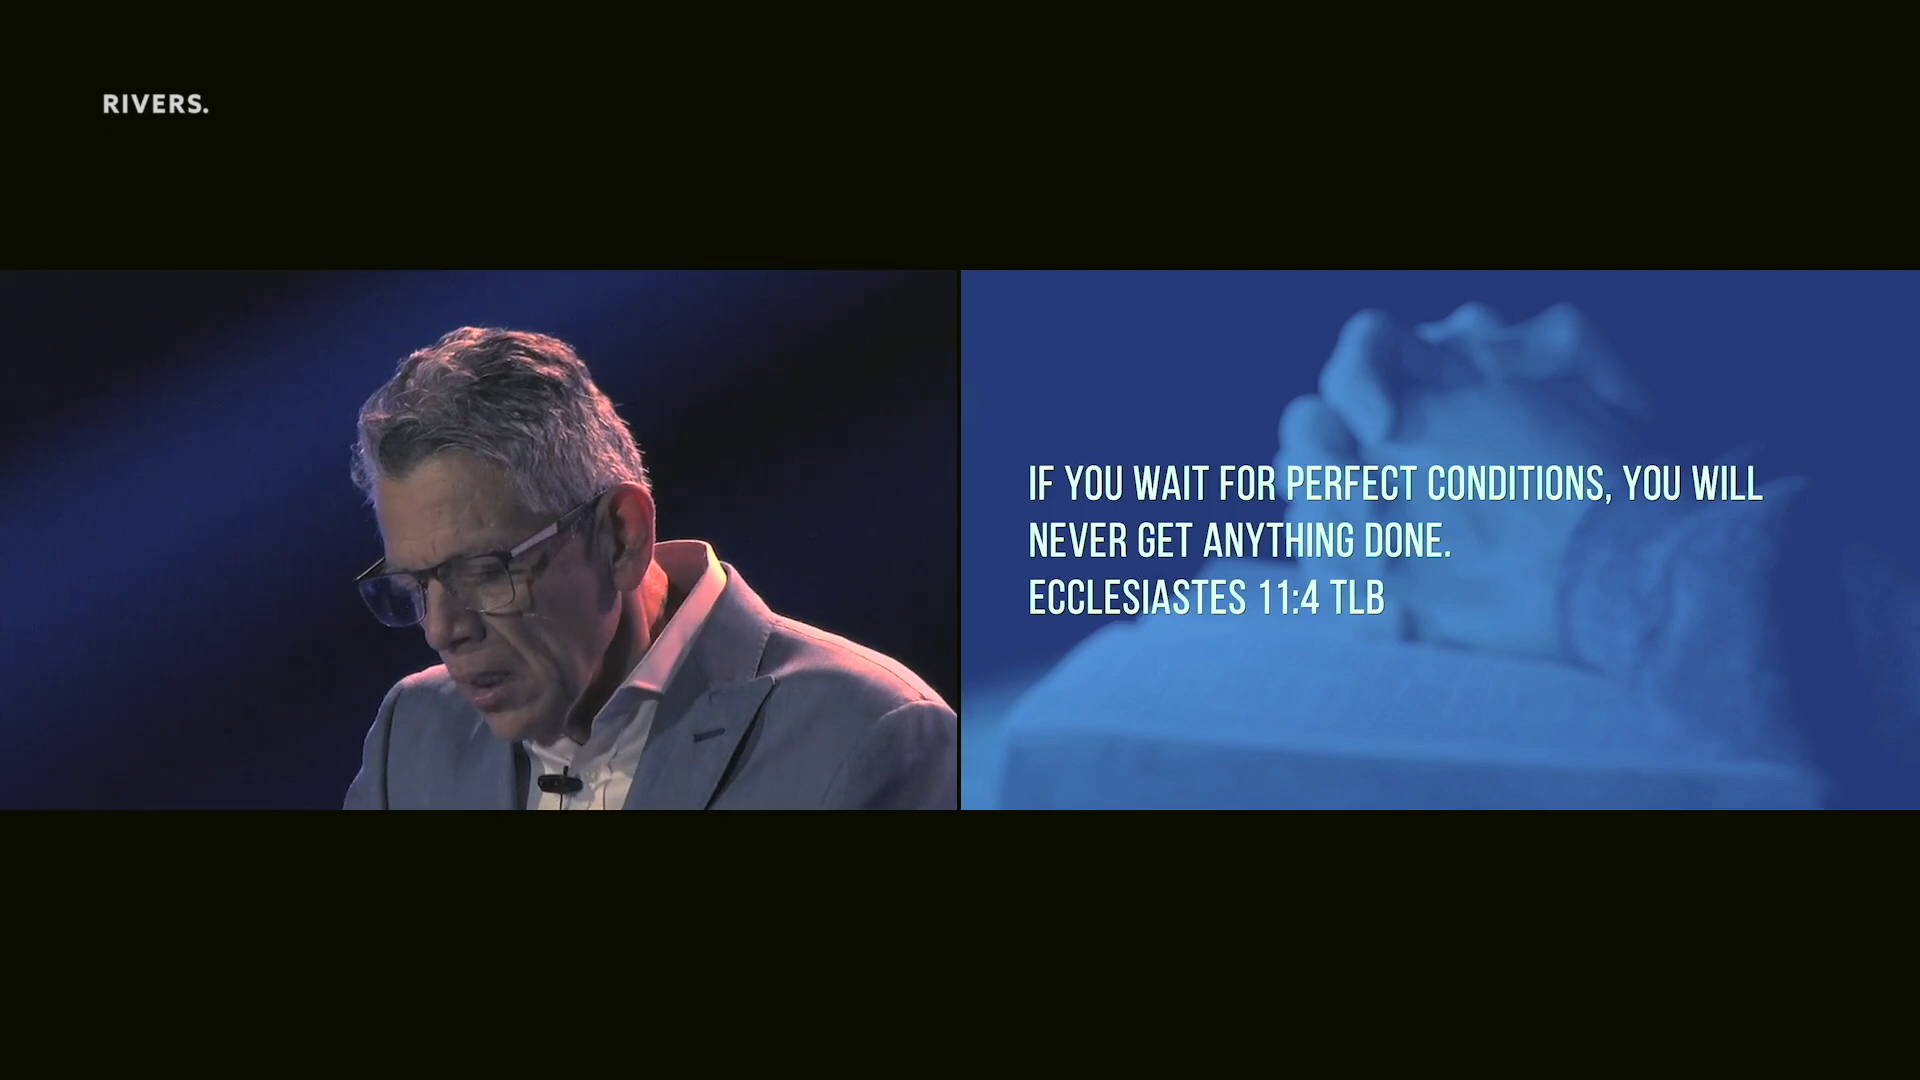 RIVERS.
IF YOU WAIT FOR PERFECT CONDITIONS, YOU WILL
NEVER GET ANYTHING DONE.
ECCLESIASTES 11:4 TLB